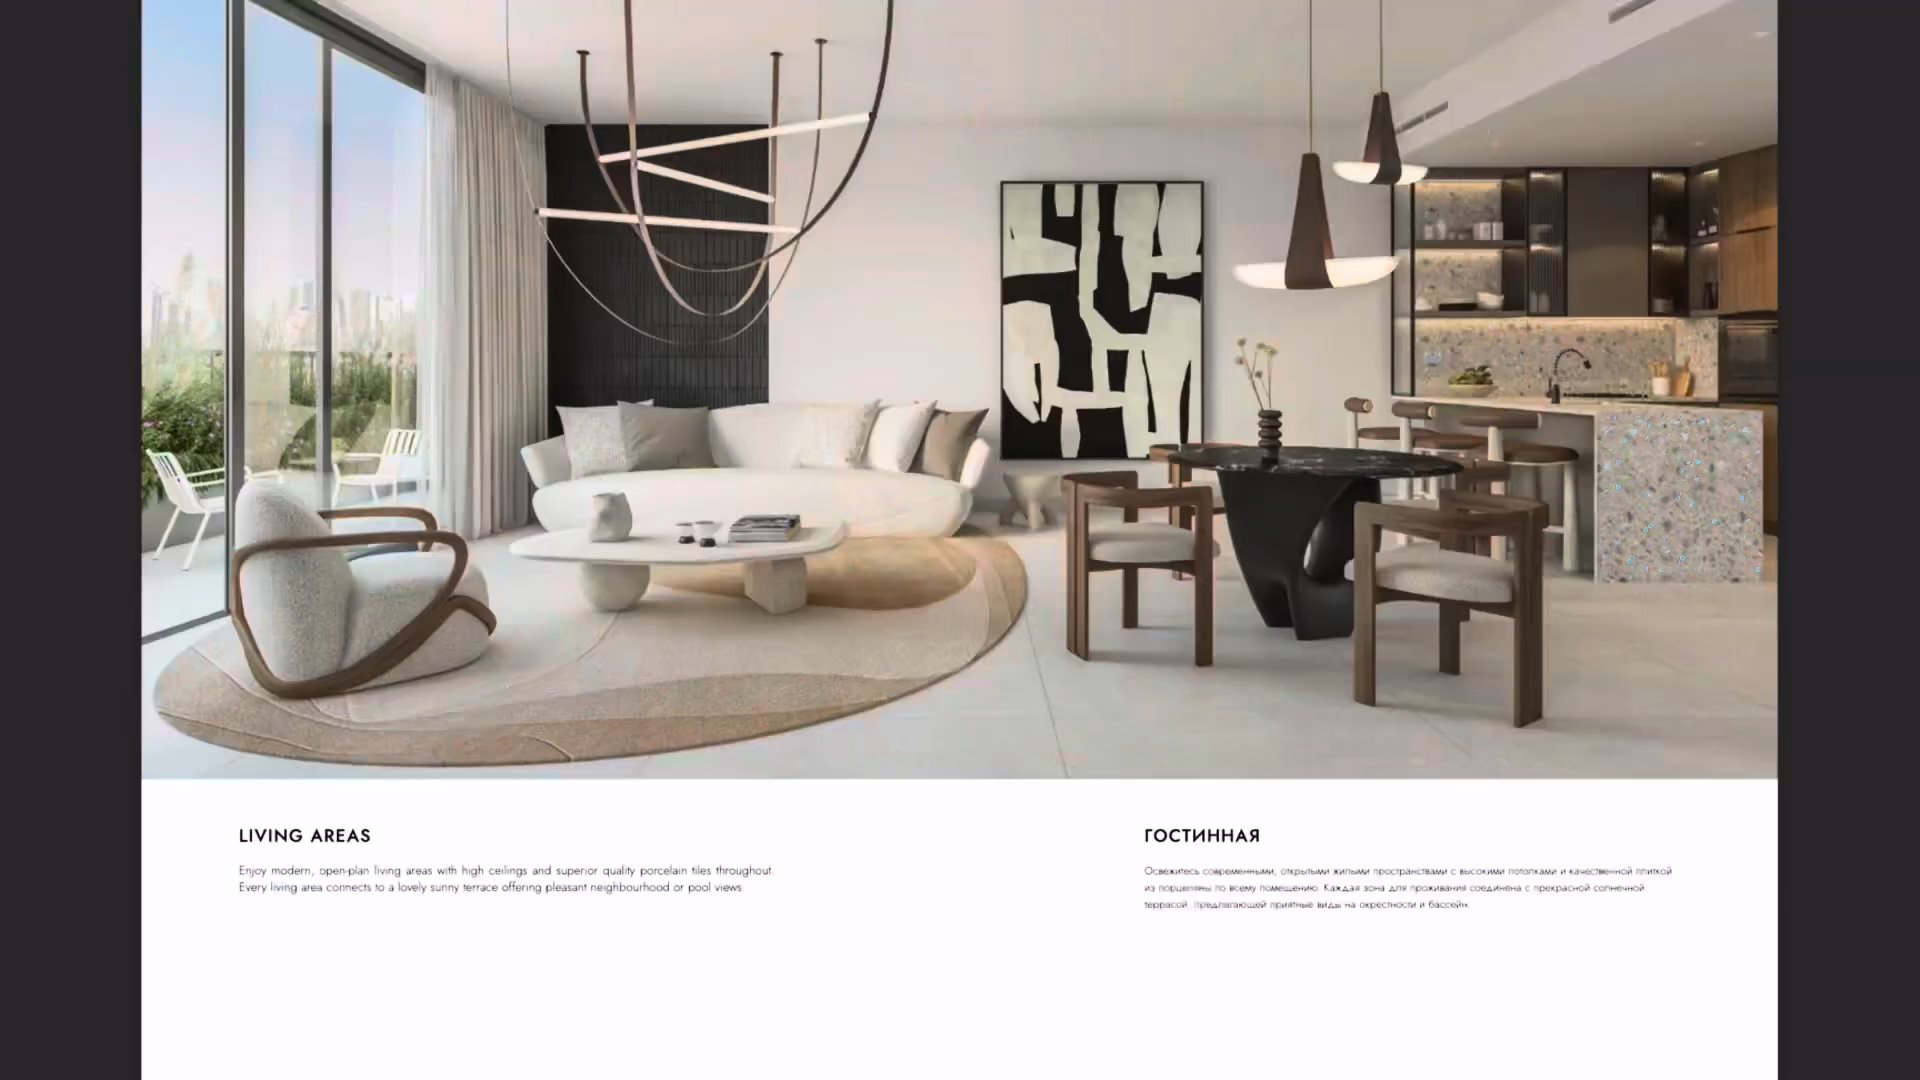 LIVING AREAS
Enjoy modern, open-plan living areas with high ceilings and superior quality porcelain tiles throughout.
Every living area connects to a lovely sunny terrace offering pleasant neighbourhood or pool views.
ГОСТИННАЯ
Освежитесь современными, открытыми жилыми пространствами с высокими потолками и качественной плиткой
из порцеляны по всему помещению. Каждая зона для проживания соединена с прекрасной солнечной
террасой, предлагающей приятные виды на окрестности и бассейн.